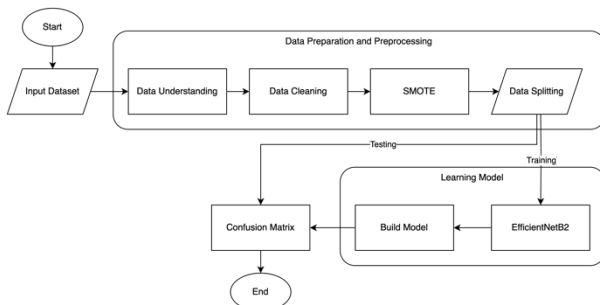 Start
Data Preparation and Preprocessing
Input Dataset
Data Understanding
Data Cleaning
SMOTE
Data Splitting
Testing
Training
Learning Model
Confusion Matrix
Build Model
EfficientNetB2
End